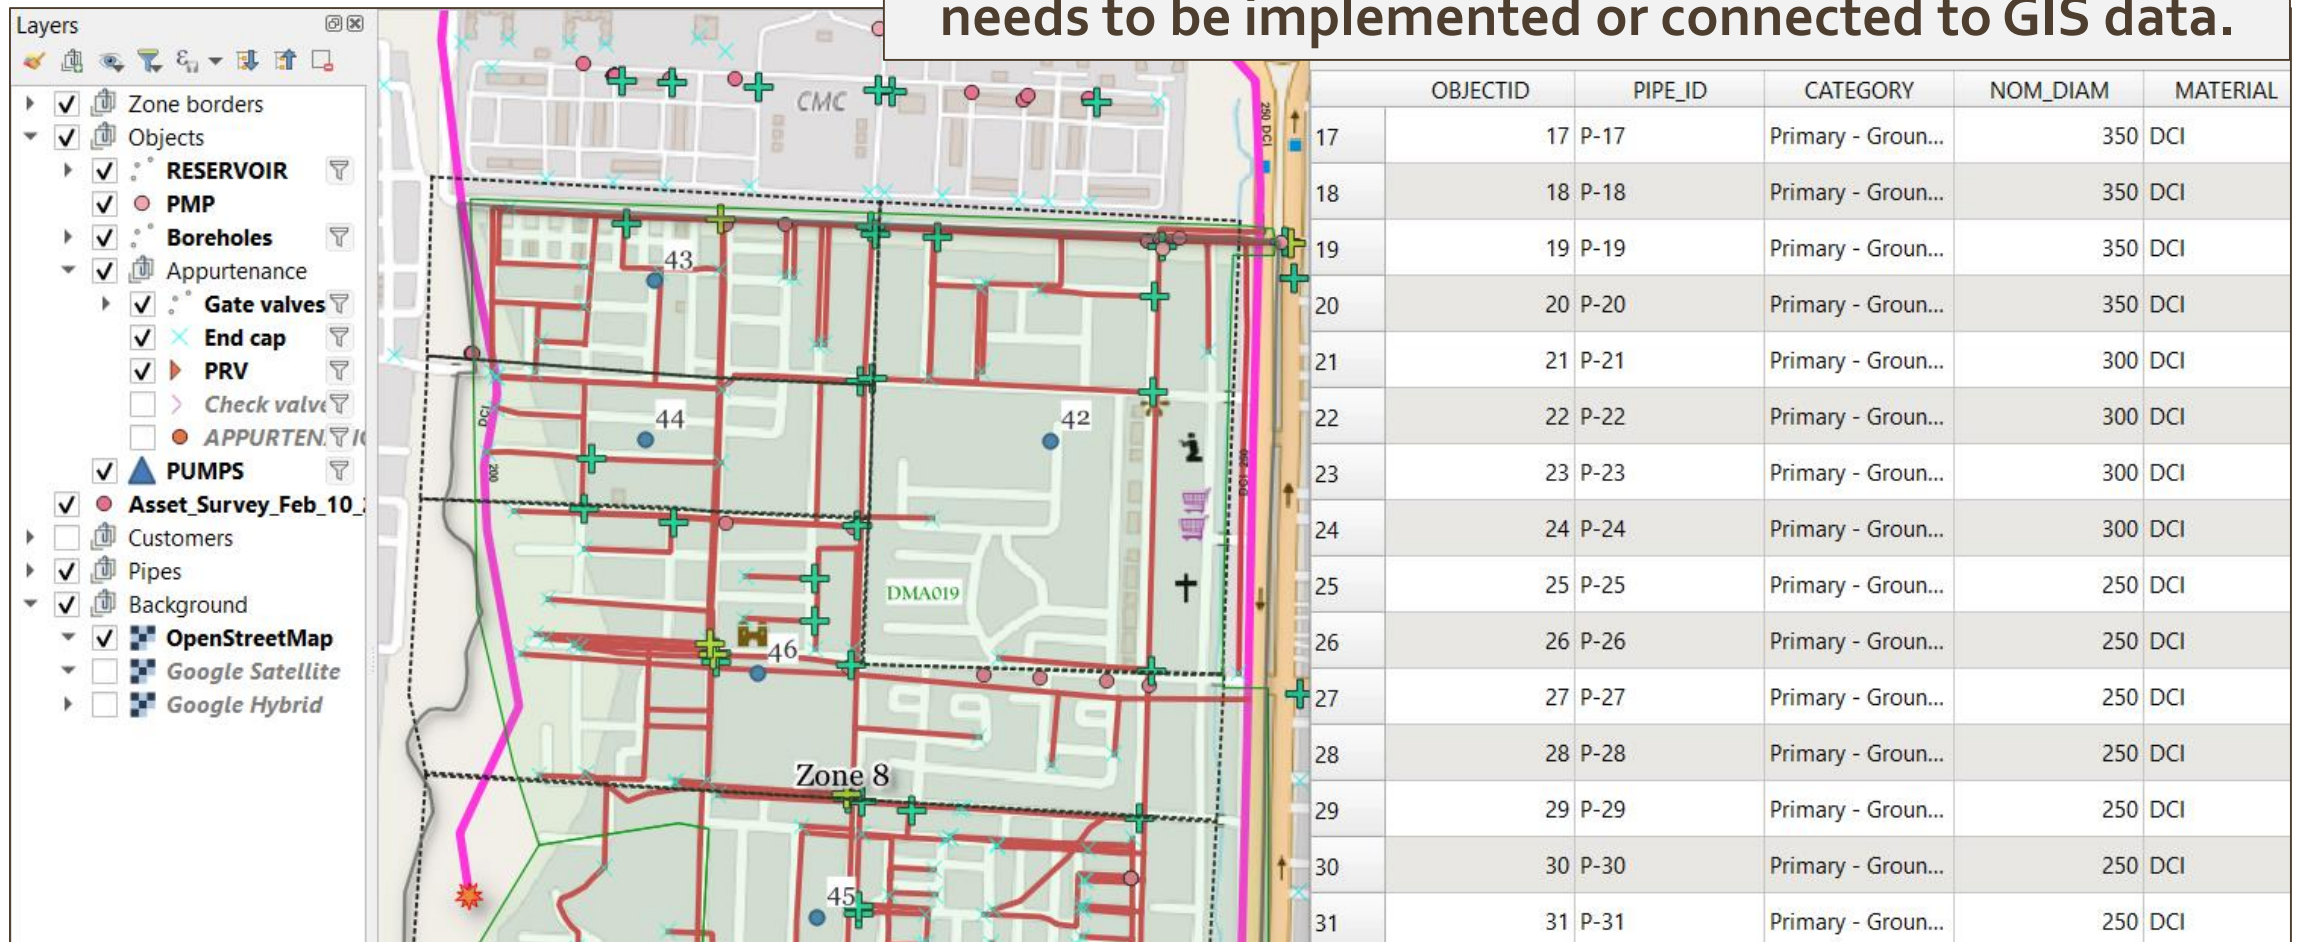 needs to be implemented or connected to GIS data.
Layers
Zone borders
Objects
RESERVOIR
PMP
Boreholes
Appurtenance
Gate valves
End cap
PRV
Check valve
APPURTEN
PUMPS
Asset_Survey_Feb_10_
Customers
Pipes
Background
OpenStreetMap
Google Satellite
Google Hybrid
CMC
250 DCI
43
44
42
DCI
200
DCI 250
DMA019
46
Zone 8
45
OBJECTID PIPE_ID CATEGORY NOM_DIAM MATERIAL
17 17 P-17 Primary - Groun... 350 DCI
18 18 P-18 Primary - Groun... 350 DCI
19 19 P-19 Primary - Groun... 350 DCI
20 20 P-20 Primary - Groun... 350 DCI
21 21 P-21 Primary - Groun... 300 DCI
22 22 P-22 Primary - Groun... 300 DCI
23 23 P-23 Primary - Groun... 300 DCI
24 24 P-24 Primary - Groun... 300 DCI
25 25 P-25 Primary - Groun... 250 DCI
26 26 P-26 Primary - Groun... 250 DCI
27 27 P-27 Primary - Groun... 250 DCI
28 28 P-28 Primary - Groun... 250 DCI
29 29 P-29 Primary - Groun... 250 DCI
30 30 P-30 Primary - Groun... 250 DCI
31 31 P-31 Primary - Groun... 250 DCI